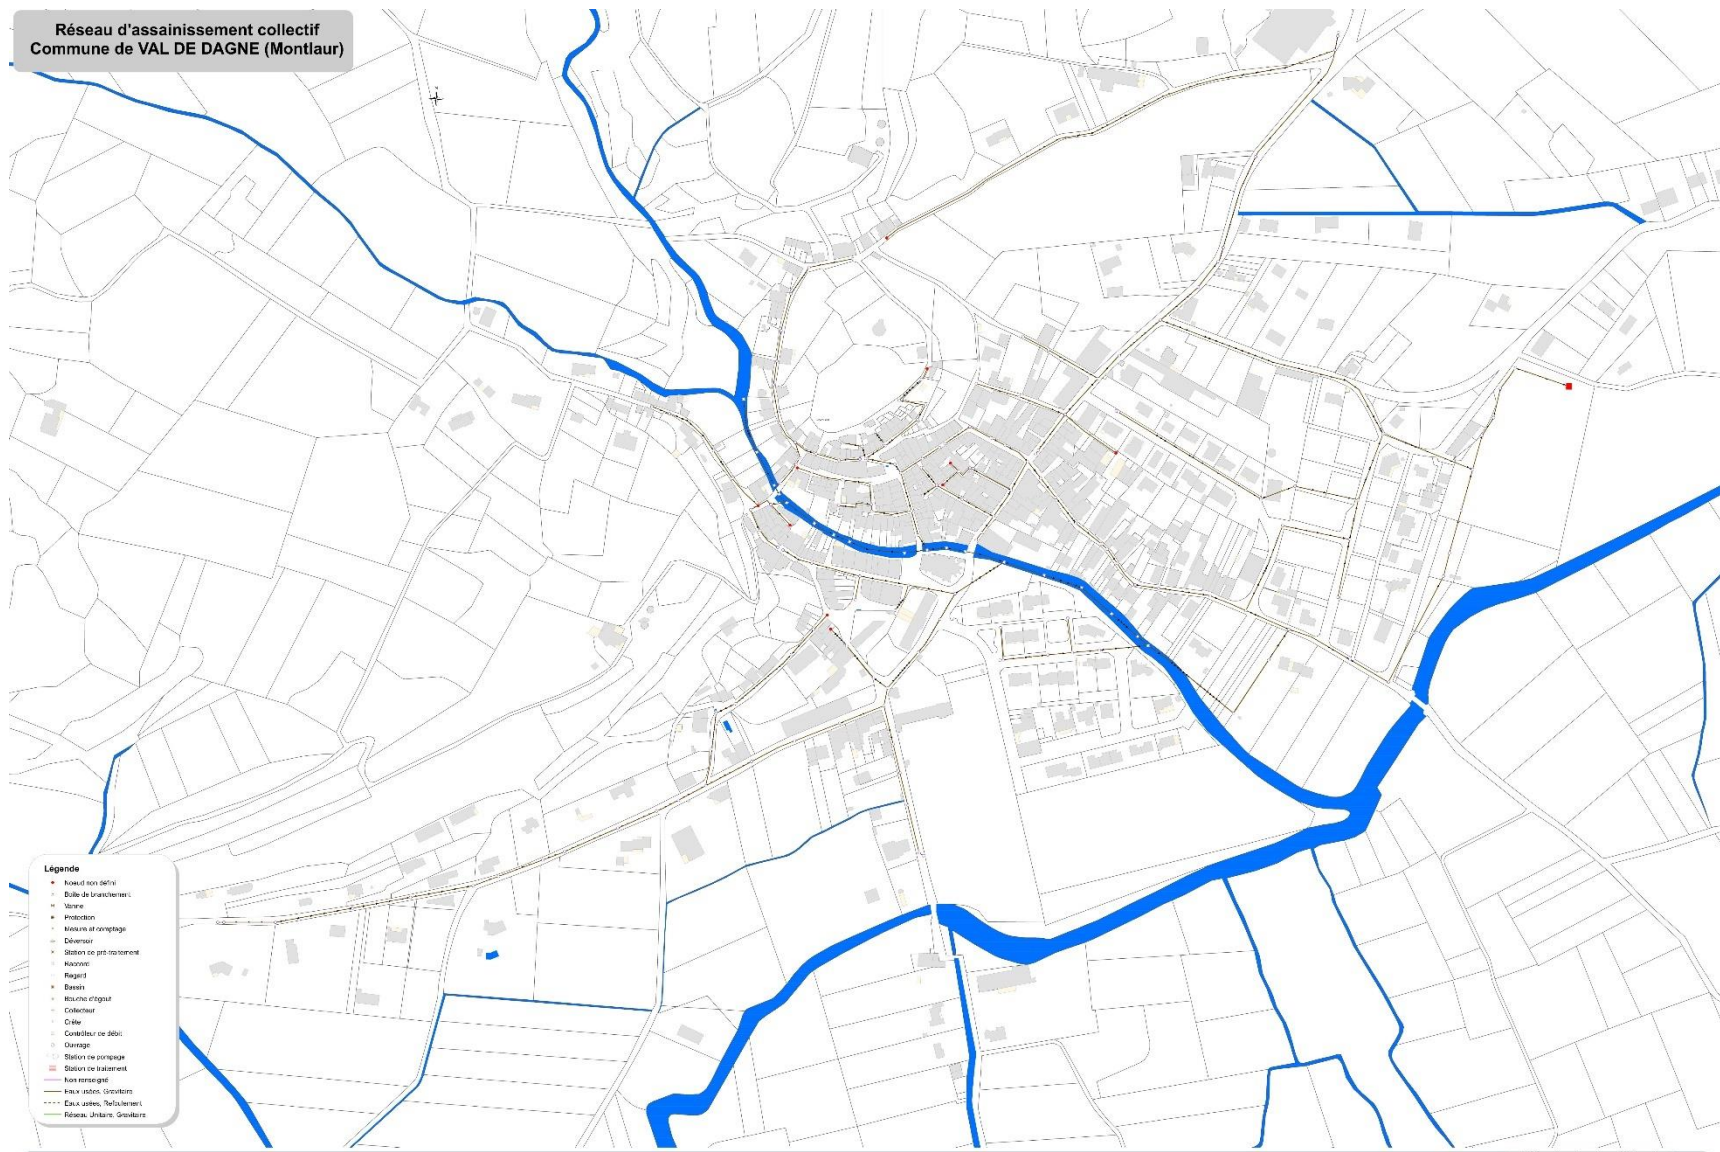 Réseau d'assainissement collectif
Commune de VAL DE DAGNE (Montlaur)
Légende
Noeud non défini
Boite de branchement
Vanne
Protection
Mesure et comptage
Déversoir
Station de pré-traitement
Raccord
Regard
Bassin
Bouche d'égout
Collecteur
Crête
Contrôleur de débit
Ouvrage
Station de pompage
Station de traitement
Non renseigné
Eaux usées, Gravitaire
Eaux usées, Refoulement
Réseau Unitaire, Gravitaire